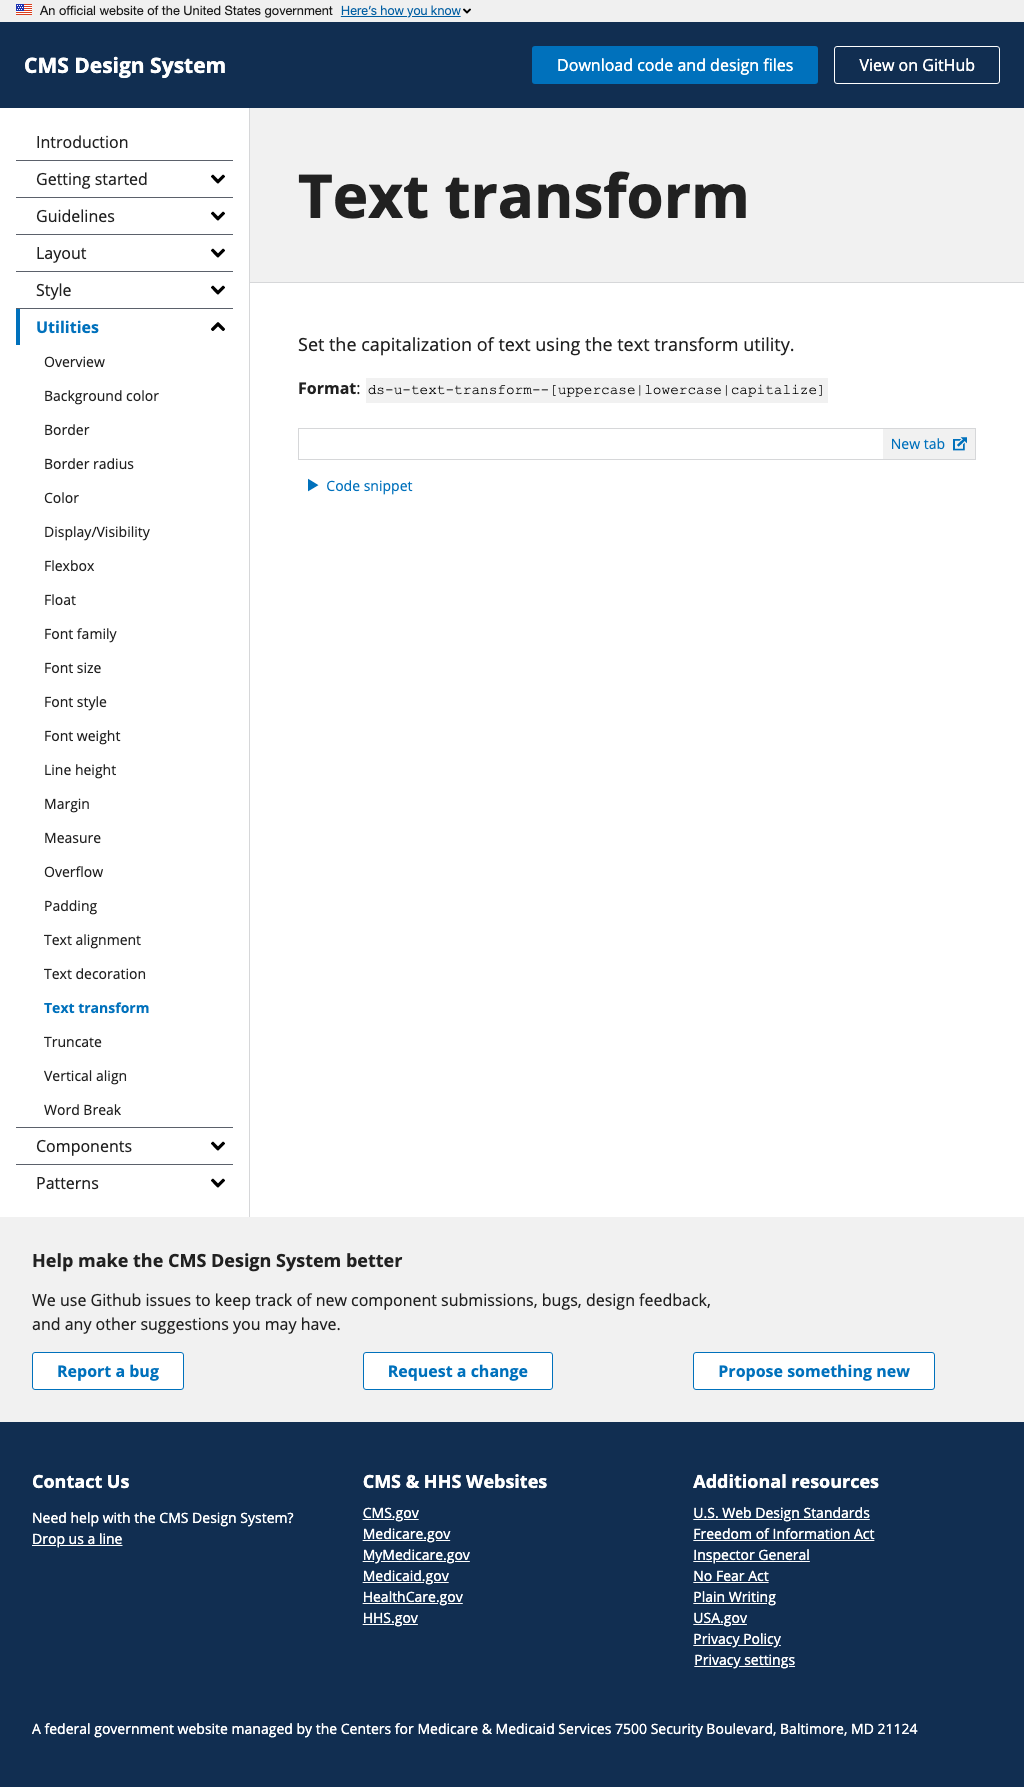 An official website of the United States government Here's how you know
CMS Design System
Download code and design files
View on GitHub
Introduction
Getting started
Guidelines
Layout
Style
Utilities
Overview
Background color
Border
Border radius
Color
Display/Visibility
Flexbox
Float
Font family
Font size
Font style
Font weight
Line height
Margin
Measure
Overflow
Padding
Text alignment
Text decoration
Text transform
Truncate
Vertical align
Word Break
Components
Patterns
Text transform
Set the capitalization of text using the text transform utility.
Format: ds-u-text-transform--[uppercase|lowercase|capitalize]
New tab
Code snippet
Help make the CMS Design System better
We use Github issues to keep track of new component submissions, bugs, design feedback,
and any other suggestions you may have.
Report a bug
Request a change
Propose something new
Contact Us
Need help with the CMS Design System?
Drop us a line
CMS & HHS Websites
CMS.gov
Medicare.gov
MyMedicare.gov
Medicaid.gov
HealthCare.gov
HHS.gov
Additional resources
U.S. Web Design Standards
Freedom of Information Act
Inspector General
No Fear Act
Plain Writing
USA.gov
Privacy Policy
Privacy settings
A federal government website managed by the Centers for Medicare & Medicaid Services 7500 Security Boulevard, Baltimore, MD 21124